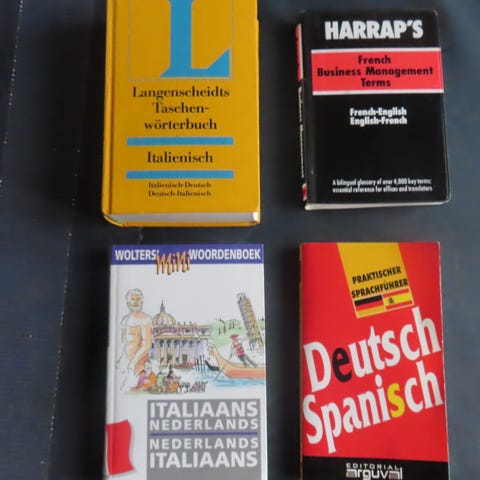 L
Langenscheidts
Taschen-
wörterbuch
Italienisch
Italienisch-Deutsch
Deutsch-Italienisch
HARRAP'S
French
Business Management
Terms
French-English
English-French
A bilingual glossary of over 4,000 key terms:
essential reference for offices and translators
WOLTERS' mini WOORDENBOEK
ITALIAANS
NEDERLANDS
NEDERLANDS
ITALIAANS
PRAKTISCHER
SPRACHFÜHRER
Deutsch
Spanisch
EDITORIAL
arguval